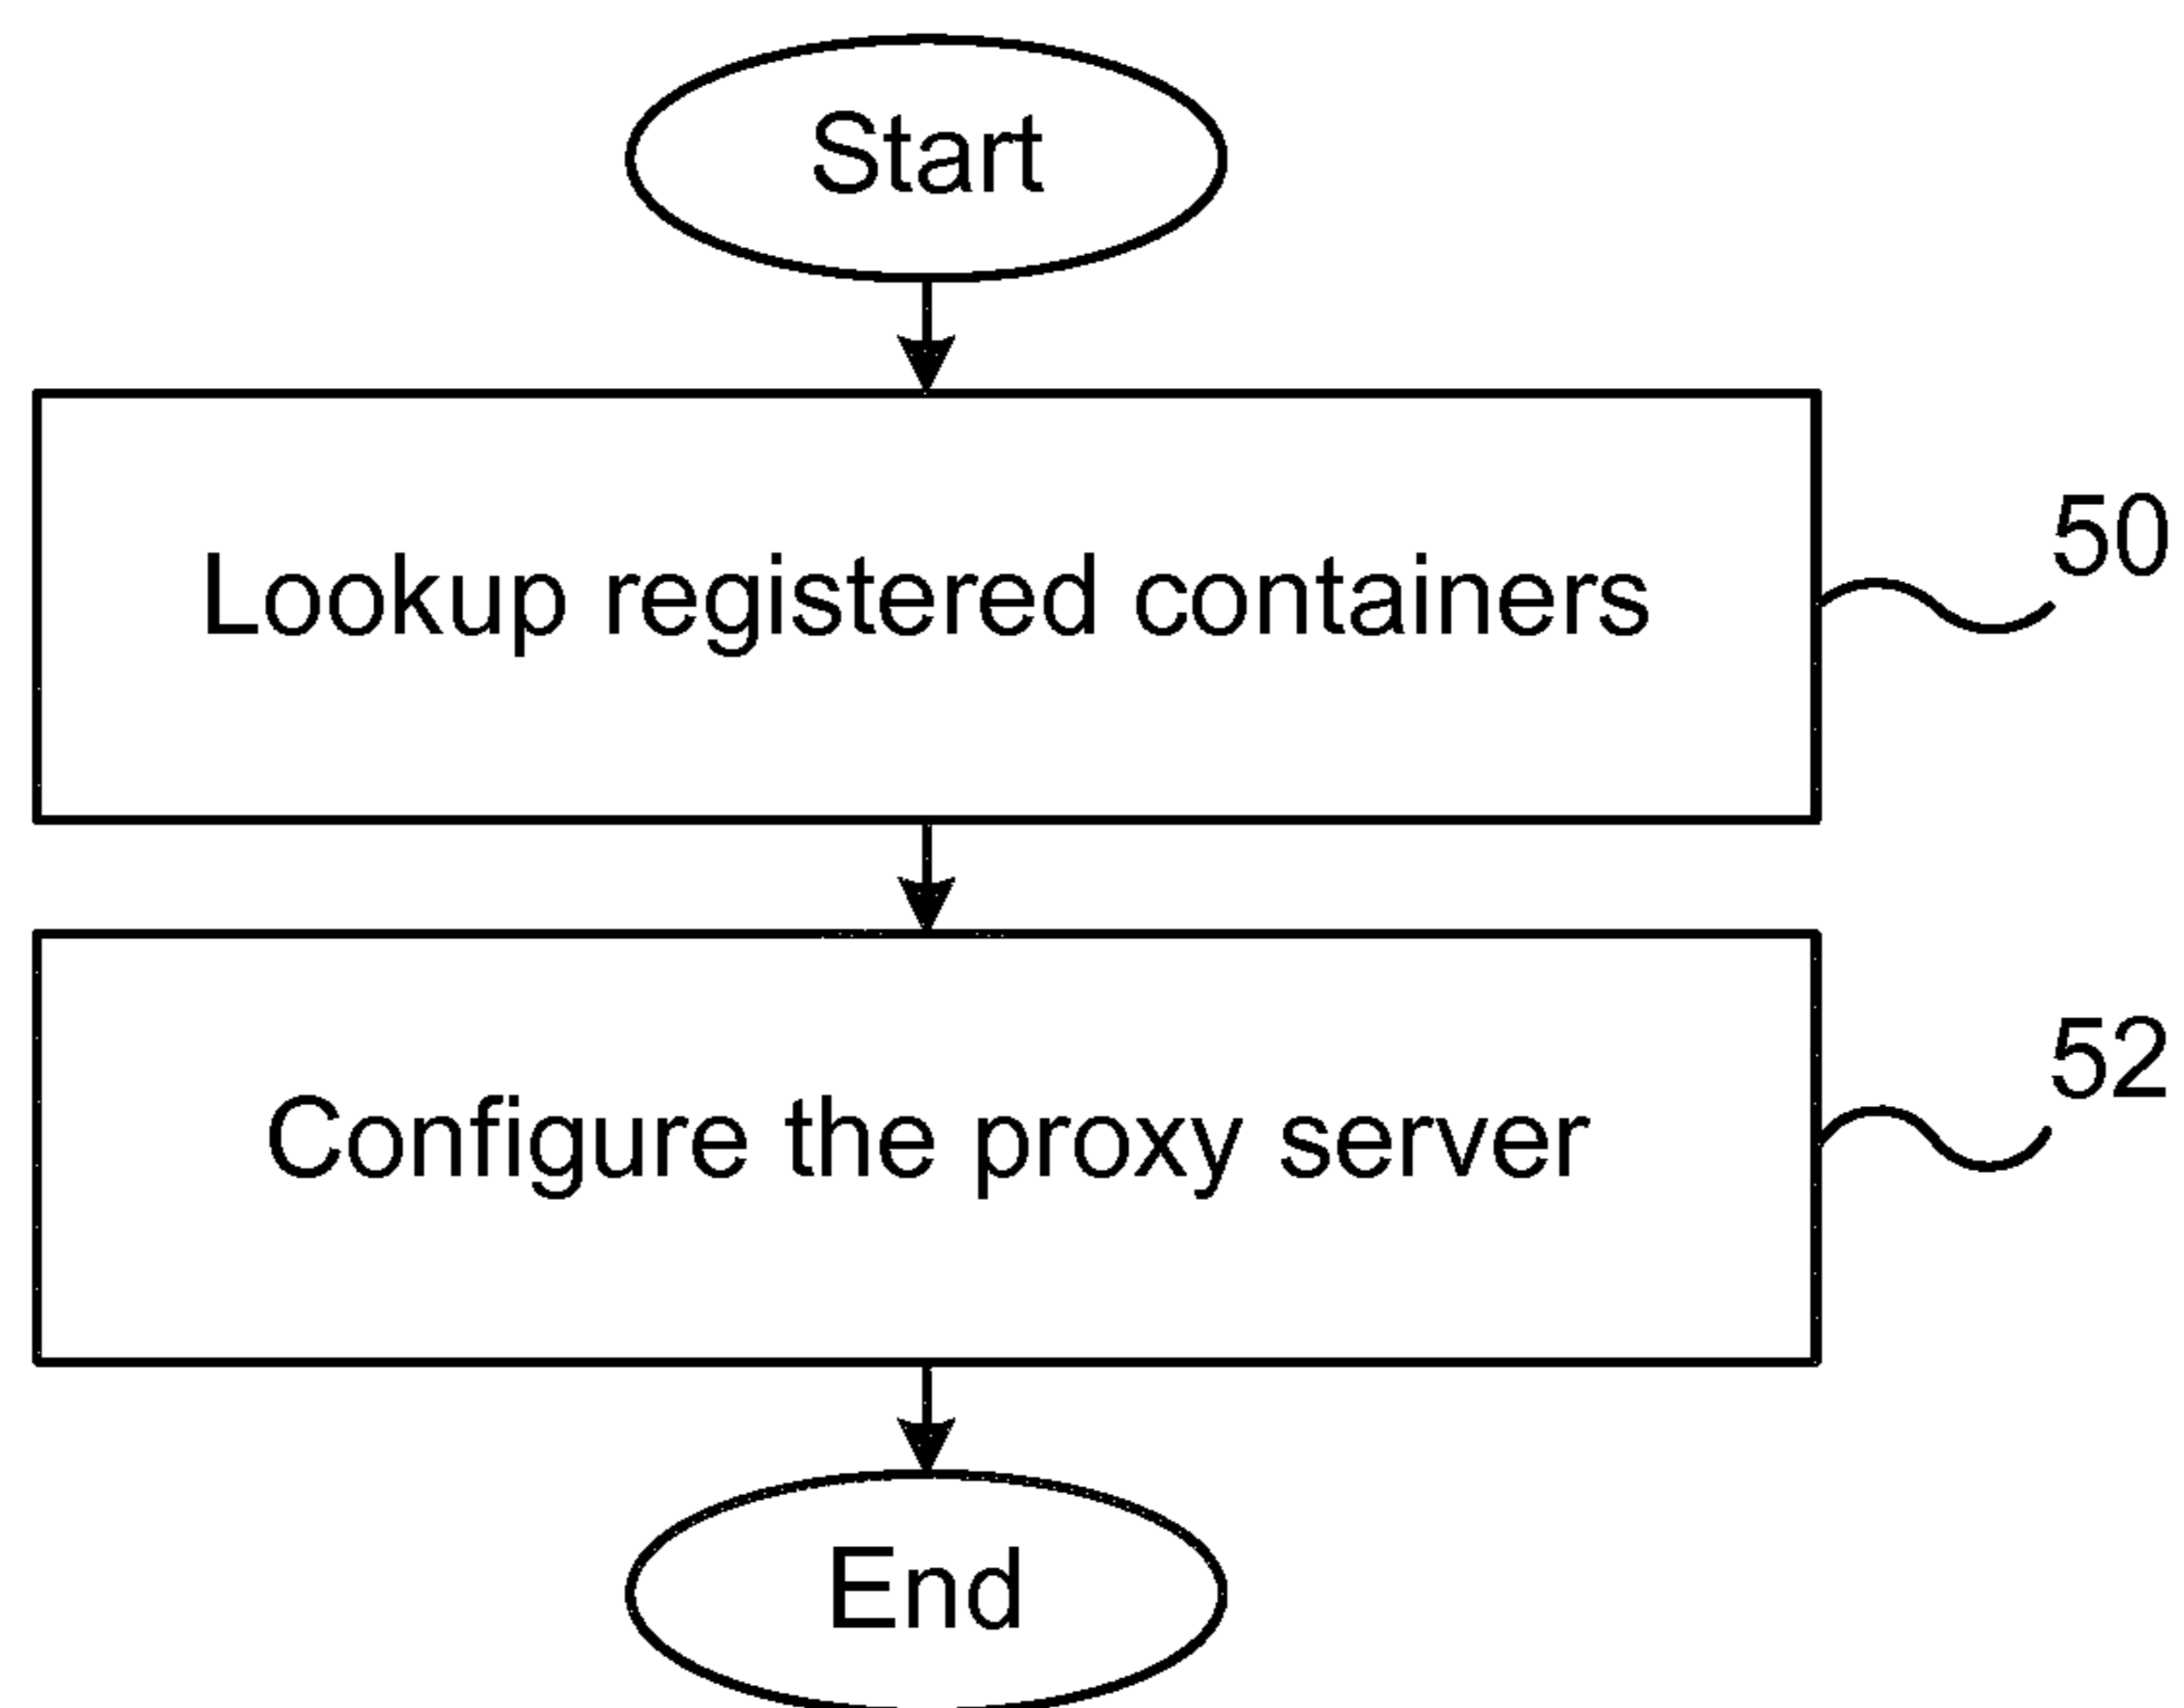 Start
Lookup registered containers
50
Configure the proxy server
52
End